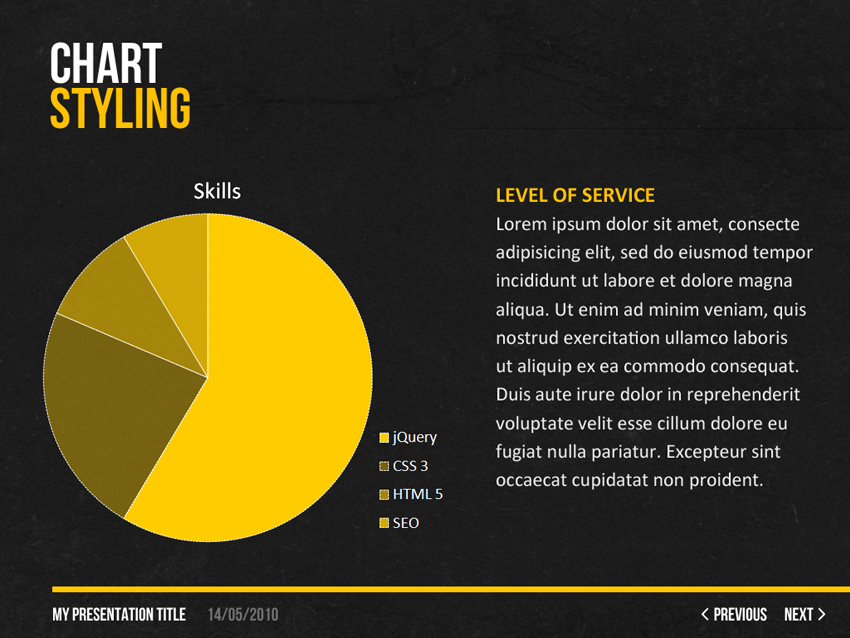 CHART
STYLING
Skills
jQuery
CSS 3
HTML 5
SEO
LEVEL OF SERVICE
Lorem ipsum dolor sit amet, consecte
adipisicing elit, sed do eiusmod tempor
incididunt ut labore et dolore magna
aliqua. Ut enim ad minim veniam, quis
nostrud exercitation ullamco laboris
ut aliquip ex ea commodo consequat.
Duis aute irure dolor in reprehenderit
voluptate velit esse cillum dolore eu
fugiat nulla pariatur. Excepteur sint
occaecat cupidatat non proident.
MY PRESENTATION TITLE 14/05/2010
< PREVIOUS NEXT >